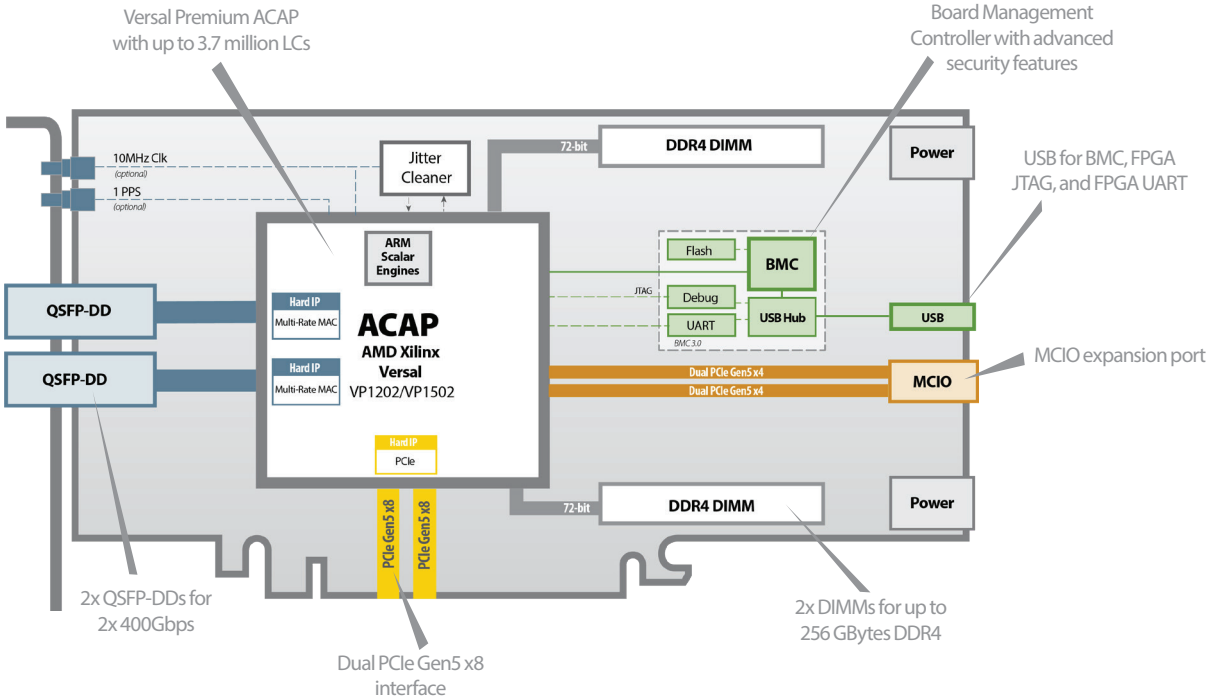 Versal Premium ACAP
with up to 3.7 million LCs
Board Management
Controller with advanced
security features
10MHz Clk
(optional)
1 PPS
(optional)
Jitter
Cleaner
72-bit
DDR4 DIMM
Power
USB for BMC, FPGA
JTAG, and FPGA UART
ARM
Scalar
Engines
Flash
BMC
JTAG
Debug
UART
USB Hub
BMC 3.0
USB
QSFP-DD
Hard IP
Multi-Rate MAC
QSFP-DD
Hard IP
Multi-Rate MAC
ACAP
AMD Xilinx
Versal
VP1202/VP1502
Dual PCIe Gen5 x4
Dual PCIe Gen5 x4
MCIO
MCIO expansion port
Hard IP
PCIe
PCIe Gen5 x8
PCIe Gen5 x8
72-bit
DDR4 DIMM
Power
2x QSFP-DDs for
2x 400Gbps
Dual PCIe Gen5 x8
interface
2x DIMMs for up to
256 GBytes DDR4